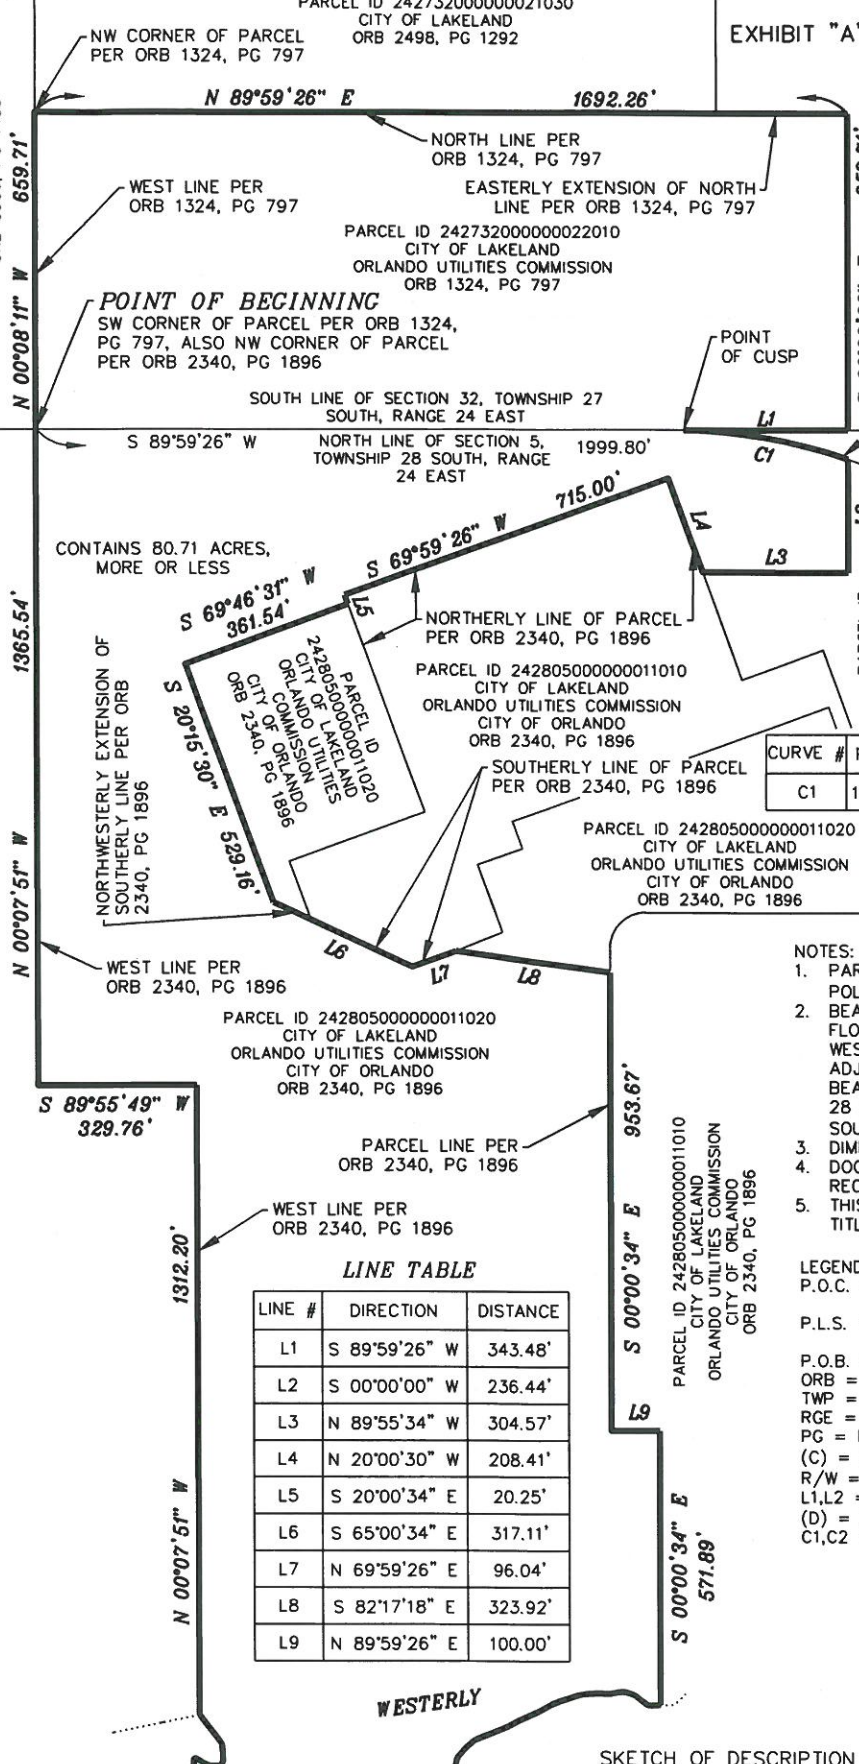 PARCEL ID 242732000000021030
CITY OF LAKELAND
ORB 2498, PG 1292
EXHIBIT "A"
NW CORNER OF PARCEL
PER ORB 1324, PG 797
N 89°59'26" E
1692.26'
NORTH LINE PER
ORB 1324, PG 797
WEST LINE PER
ORB 1324, PG 797
EASTERLY EXTENSION OF NORTH
LINE PER ORB 1324, PG 797
PARCEL ID 242732000000022010
CITY OF LAKELAND
ORLANDO UTILITIES COMMISSION
ORB 1324, PG 797
N 00°08'11" W 659.71'
POINT OF BEGINNING
SW CORNER OF PARCEL PER ORB 1324,
PG 797, ALSO NW CORNER OF PARCEL
PER ORB 2340, PG 1896
POINT
OF CUSP
SOUTH LINE OF SECTION 32, TOWNSHIP 27
SOUTH, RANGE 24 EAST
L1
S 89°59'26" W
NORTH LINE OF SECTION 5,
TOWNSHIP 28 SOUTH, RANGE
24 EAST
1999.80'
C1
CONTAINS 80.71 ACRES,
MORE OR LESS
S 69°59'26" W 715.00'
L4
L3
S 69°46'31" W
361.54'
L5
NORTHERLY LINE OF PARCEL
PER ORB 2340, PG 1896
N 00°07'51" W 1365.54'
NORTHWESTERLY EXTENSION OF
SOUTHERLY LINE PER ORB
2340, PG 1896
S 20°15'30" E 529.16'
PARCEL ID
242805000000011020
CITY OF LAKELAND
ORLANDO UTILITIES
COMMISSION
CITY OF ORLANDO
ORB 2340, PG 1896
PARCEL ID 242805000000011010
CITY OF LAKELAND
ORLANDO UTILITIES COMMISSION
CITY OF ORLANDO
ORB 2340, PG 1896
SOUTHERLY LINE OF PARCEL
PER ORB 2340, PG 1896
CURVE #
C1
PARCEL ID 242805000000011020
CITY OF LAKELAND
ORLANDO UTILITIES COMMISSION
CITY OF ORLANDO
ORB 2340, PG 1896
L6
L7
L8
WEST LINE PER
ORB 2340, PG 1896
PARCEL ID 242805000000011020
CITY OF LAKELAND
ORLANDO UTILITIES COMMISSION
CITY OF ORLANDO
ORB 2340, PG 1896
S 89°55'49" W
329.76'
PARCEL LINE PER
ORB 2340, PG 1896
S 00°00'34" E 953.67'
PARCEL ID 242805000000011010
CITY OF LAKELAND
ORLANDO UTILITIES COMMISSION
CITY OF ORLANDO
ORB 2340, PG 1896
WEST LINE PER
ORB 2340, PG 1896
N 00°07'51" W 1312.20'
LINE TABLE
LINE # DIRECTION DISTANCE
L1 S 89°59'26" W 343.48'
L2 S 00°00'00" W 236.44'
L3 N 89°55'34" W 304.57'
L4 N 20°00'30" W 208.41'
L5 S 20°00'34" E 20.25'
L6 S 65°00'34" E 317.11'
L7 N 69°59'26" E 96.04'
L8 S 82°17'18" E 323.92'
L9 N 89°59'26" E 100.00'
L9
S 00°00'34" E
571.89'
WESTERLY
NOTES:
1.
2.
28
3.
4.
5. THIS
LEGEND
P.O.C.
P.L.S.
P.O.B.
ORB =
TWP =
RGE =
PG =
(C) =
R/W =
L1,L2 =
(D) =
C1,C2
SKETCH OF DESCRIPTION